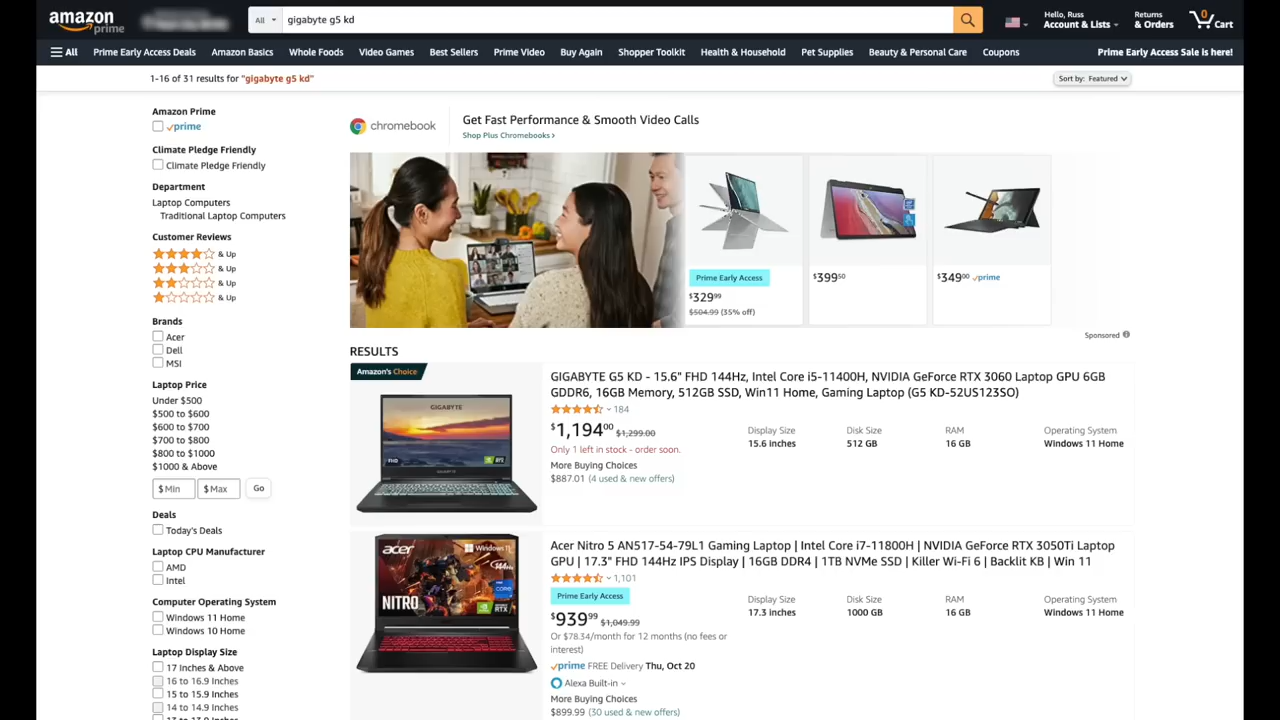 amazon
prime
All
gigabyte g5 kd
Hello, Russ
Account & Lists
Returns
& Orders
0
Cart
All
Prime Early Access Deals
Amazon Basics
Whole Foods
Video Games
Best Sellers
Prime Video
Buy Again
Shopper Toolkit
Health & Household
Pet Supplies
Beauty & Personal Care
Coupons
Prime Early Access Sale is here!
1-16 of 31 results for "gigabyte g5 kd"
Sort by: Featured
Amazon Prime
prime
Climate Pledge Friendly
Climate Pledge Friendly
Department
Laptop Computers
Traditional Laptop Computers
Customer Reviews
& Up
& Up
& Up
& Up
Brands
Acer
Dell
MSI
Laptop Price
Under $500
$500 to $600
$600 to $700
$700 to $800
$800 to $1000
$1000 & Above
$ Min
$ Max
Go
Deals
Today's Deals
Laptop CPU Manufacturer
AMD
Intel
Computer Operating System
Windows 11 Home
Windows 10 Home
Laptop Display Size
17 Inches & Above
16 to 16.9 Inches
15 to 15.9 Inches
14 to 14.9 Inches
13 to 13.9 Inches
chromebook
Get Fast Performance & Smooth Video Calls
Shop Plus Chromebooks ›
Prime Early Access
$329 99
$504.99 (35% off)
$399 50
$349 00 prime
Sponsored
RESULTS
Amazon's Choice
GIGABYTE
FHD
RTX
GIGABYTE G5 KD - 15.6" FHD 144Hz, Intel Core i5-11400H, NVIDIA GeForce RTX 3060 Laptop GPU 6GB
GDDR6, 16GB Memory, 512GB SSD, Win11 Home, Gaming Laptop (G5 KD-52US123SO)
184
$1,194 00 $1,299.00
Only 1 left in stock - order soon.
More Buying Choices
$887.01 (4 used & new offers)
Display Size
15.6 inches
Disk Size
512 GB
RAM
16 GB
Operating System
Windows 11 Home
acer
Windows 11
144Hz
NITRO
CORE
RTX
Acer Nitro 5 AN517-54-79L1 Gaming Laptop | Intel Core i7-11800H | NVIDIA GeForce RTX 3050Ti Laptop
GPU | 17.3" FHD 144Hz IPS Display | 16GB DDR4 | 1TB NVMe SSD | Killer Wi-Fi 6 | Backlit KB | Win 11
1,101
Prime Early Access
$939 99 $1,049.99
Or $78.34/month for 12 months (no fees or
interest)
prime FREE Delivery Thu, Oct 20
Alexa Built-in
More Buying Choices
$899.99 (30 used & new offers)
Display Size
17.3 inches
Disk Size
1000 GB
RAM
16 GB
Operating System
Windows 11 Home